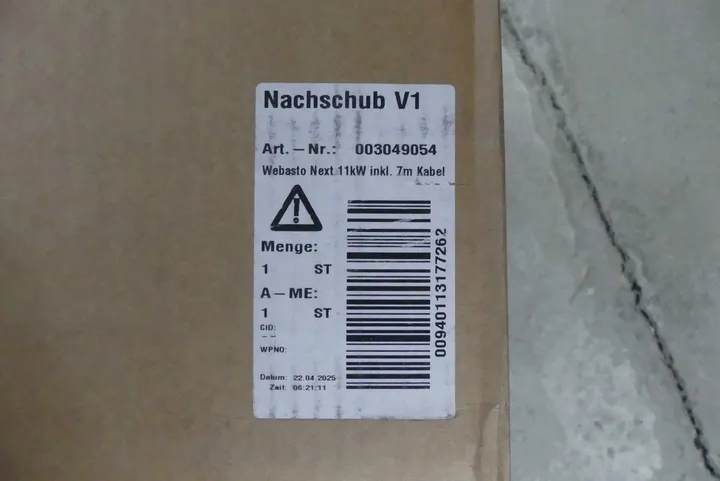 Nachschub V1
Art.–Nr.: 003049054
Webasto Next 11kW inkl. 7m Kabel
Menge:
1 ST
A–ME:
1 ST
CID:
– –
WPNO:
Datum: 22.04.2025
Zeit: 06:21:11
00940113177262